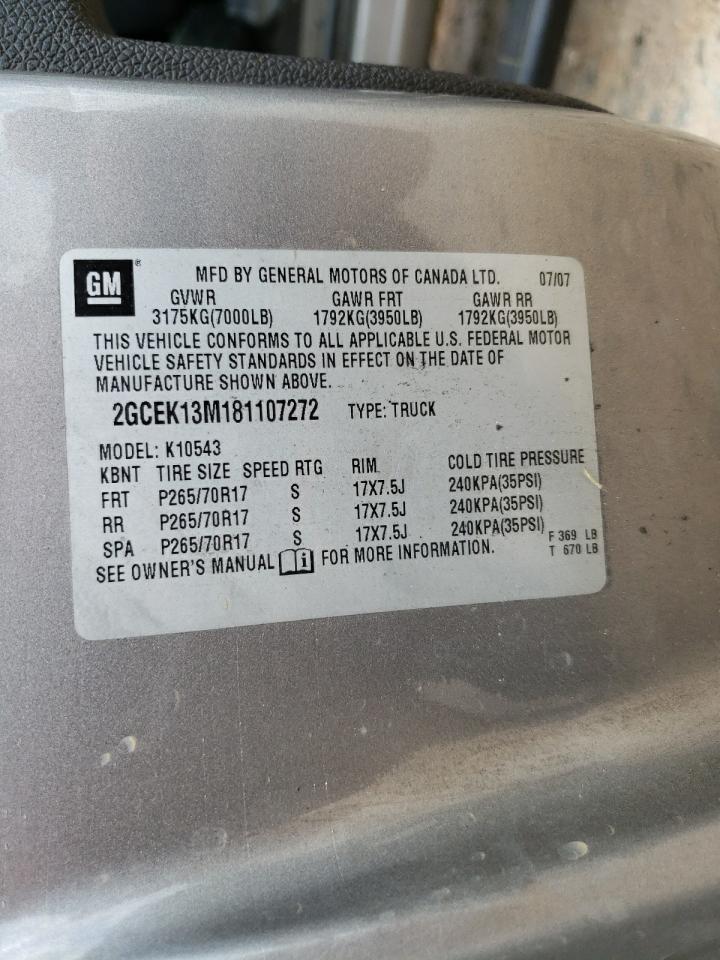 GM ® MFD BY GENERAL MOTORS OF CANADA LTD. 07/07
GVWR GAWR FRT GAWR RR
3175KG(7000LB) 1792KG(3950LB) 1792KG(3950LB)
THIS VEHICLE CONFORMS TO ALL APPLICABLE U.S. FEDERAL MOTOR
VEHICLE SAFETY STANDARDS IN EFFECT ON THE DATE OF
MANUFACTURE SHOWN ABOVE.
2GCEK13M181107272 TYPE: TRUCK
MODEL: K10543
KBNT TIRE SIZE SPEED RTG RIM COLD TIRE PRESSURE
FRT P265/70R17 S 17X7.5J 240KPA(35PSI)
RR P265/70R17 S 17X7.5J 240KPA(35PSI)
SPA P265/70R17 S 17X7.5J 240KPA(35PSI) F 369 LB
SEE OWNER'S MANUAL i FOR MORE INFORMATION. T 670 LB